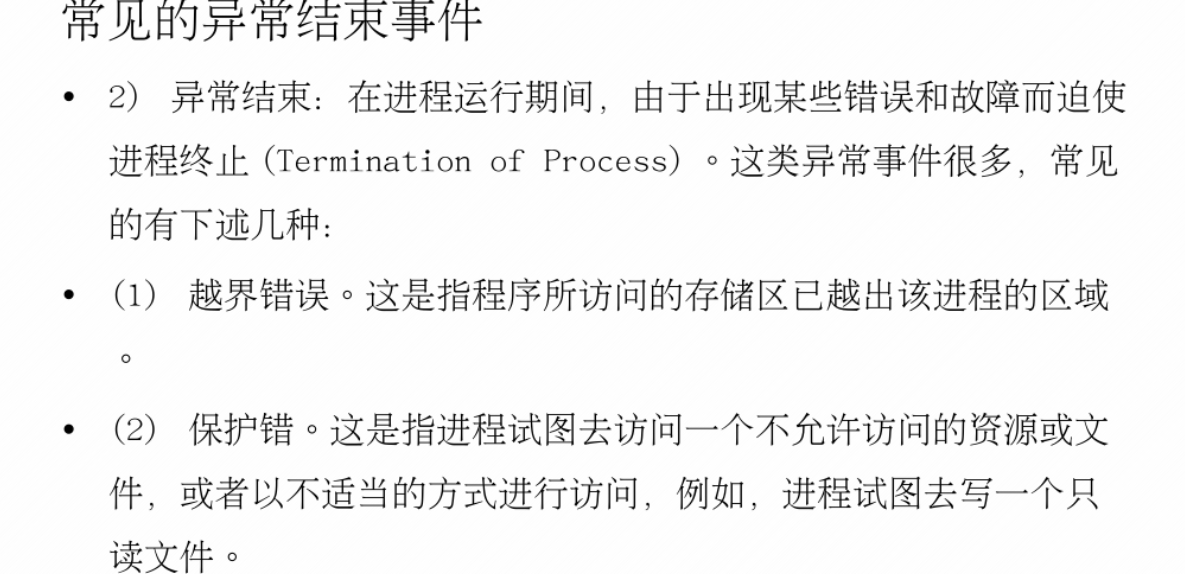 常见的异常结束事件
• 2) 异常结束: 在进程运行期间, 由于出现某些错误和故障而迫使
进程终止 (Termination of Process) 。这类异常事件很多, 常见
的有下述几种:
• (1) 越界错误。这是指程序所访问的存储区已越出该进程的区域
。
• (2) 保护错。这是指进程试图去访问一个不允许访问的资源或文
件, 或者以不适当的方式进行访问, 例如, 进程试图去写一个只
读文件。